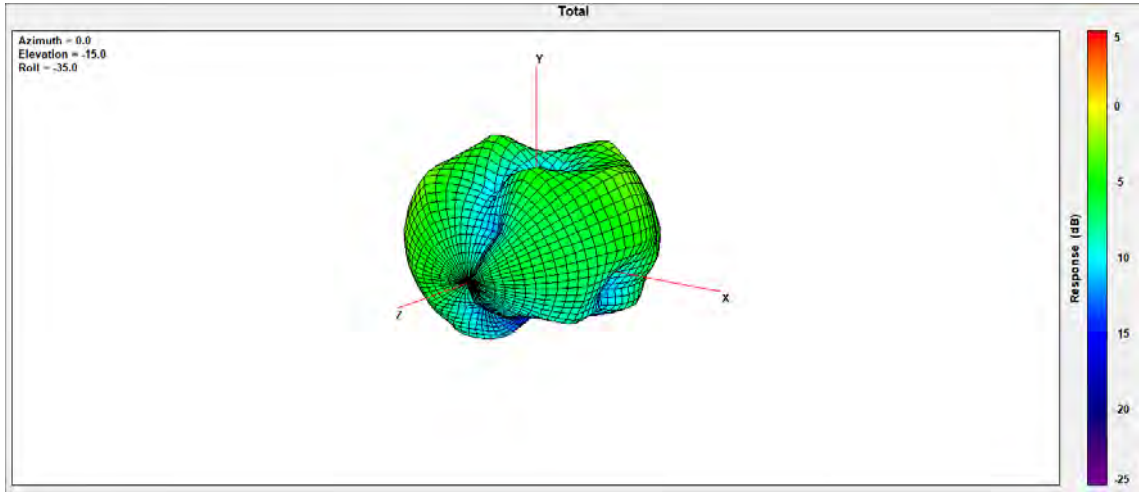 Total
Azimuth = 0.0
Elevation = -15.0
Roll = -35.0
Y
X
Z
5
0
5
10
15
-20
-25
Response (dB)